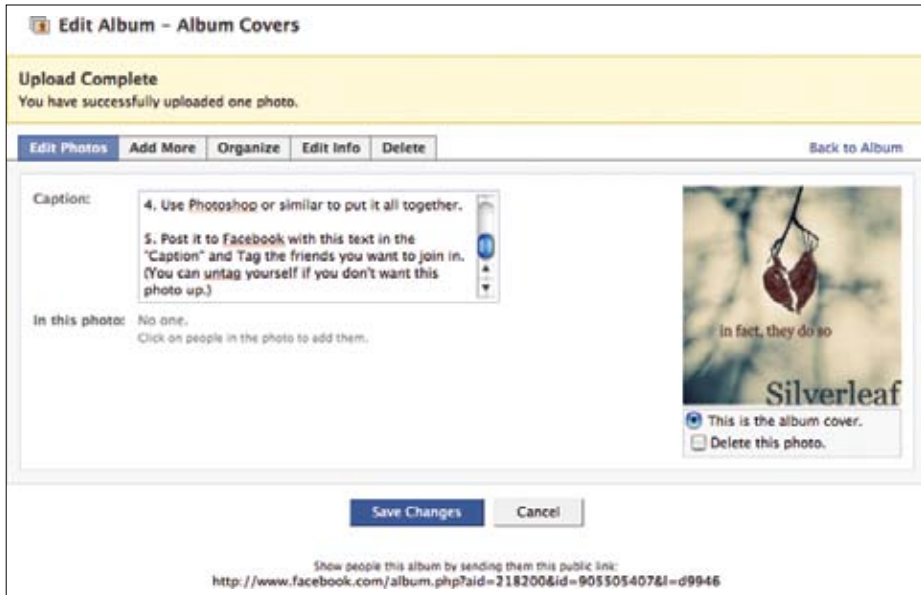 Edit Album – Album Covers
Upload Complete
You have successfully uploaded one photo.
Edit Photos
Add More
Organize
Edit Info
Delete
Back to Album
Caption:
4. Use Photoshop or similar to put it all together.
5. Post it to Facebook with this text in the
"Caption" and Tag the friends you want to join in.
(You can untag yourself if you don't want this
photo up.)
In this photo: No one.
Click on people in the photo to add them.
in fact, they do so
Silverleaf
This is the album cover.
Delete this photo.
Save Changes
Cancel
Show people this album by sending them this public link:
http://www.facebook.com/album.php?aid=218200&id=905505407&l=d9946